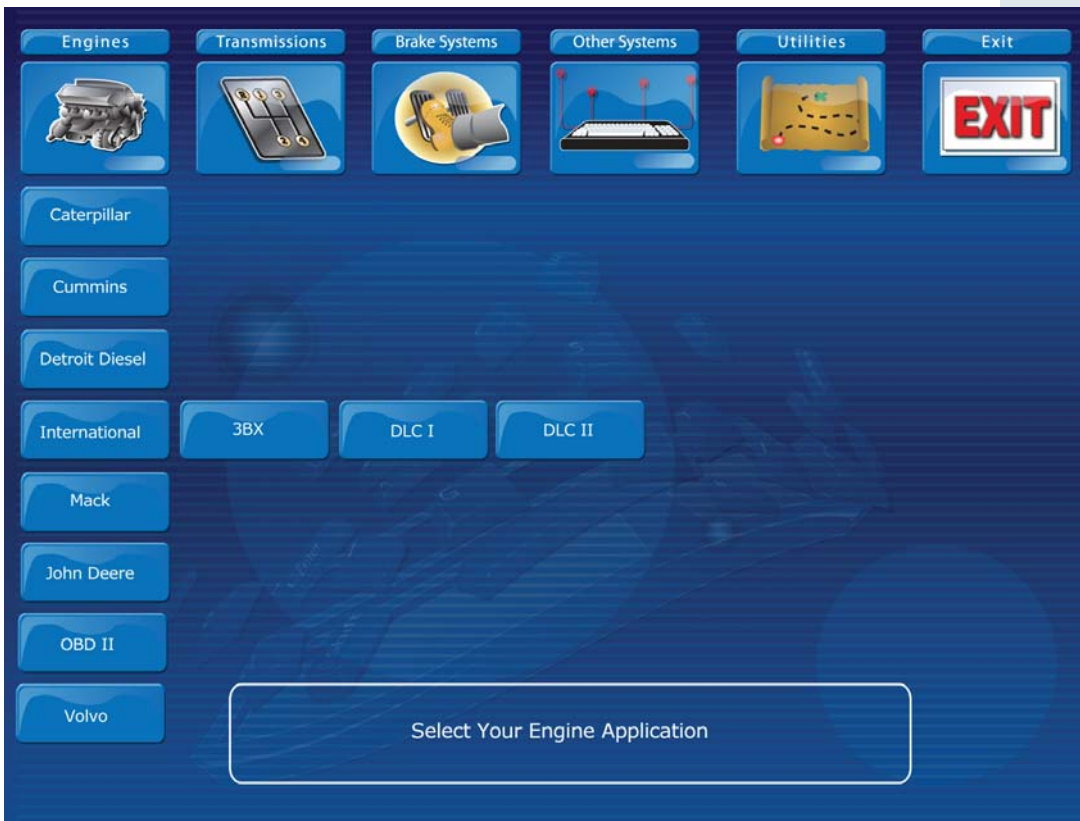 Engines Transmissions Brake Systems Other Systems Utilities Exit
EXIT
Caterpillar
Cummins
Detroit Diesel
International 3BX DLC I DLC II
Mack
John Deere
OBD II
Volvo
Select Your Engine Application